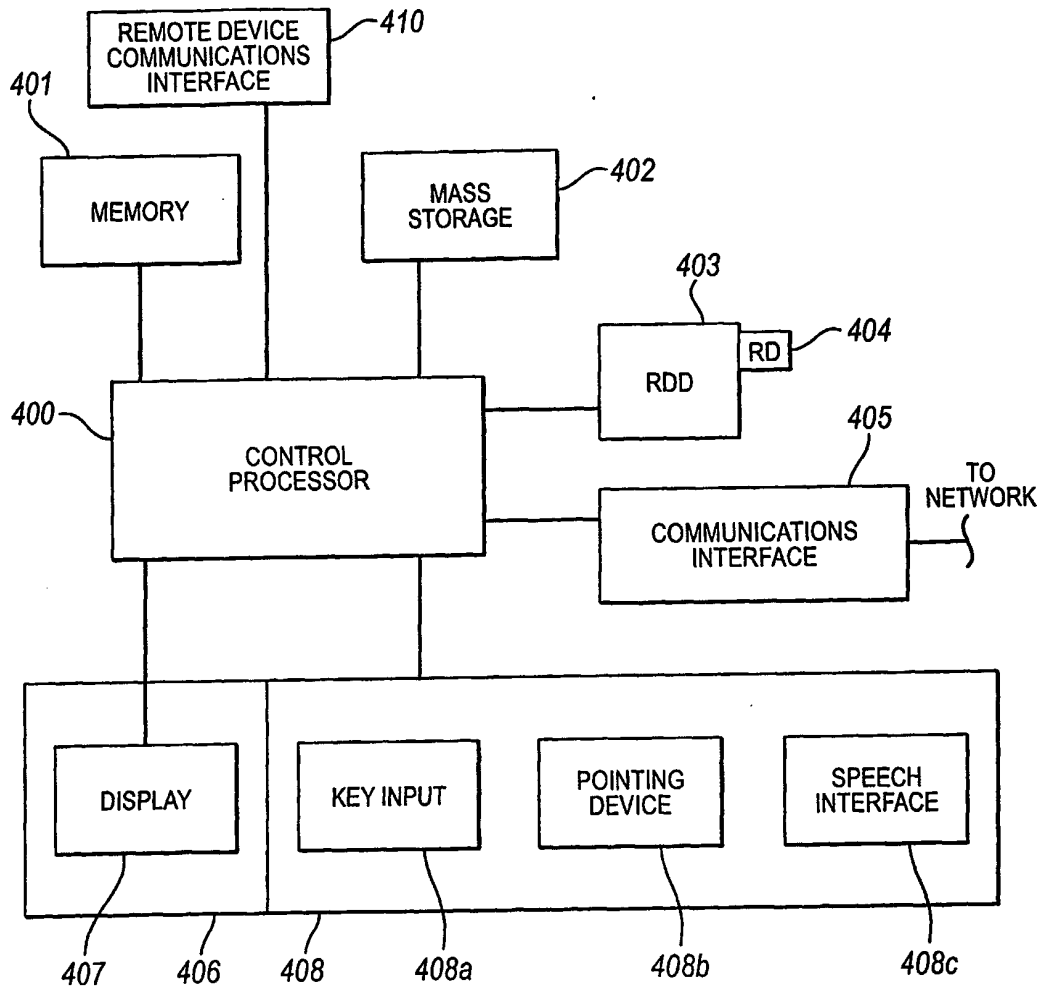 REMOTE DEVICE
COMMUNICATIONS
INTERFACE
410
401
MEMORY
MASS
STORAGE
402
403
RDD
RD
404
400
CONTROL
PROCESSOR
405
COMMUNICATIONS
INTERFACE
TO
NETWORK
DISPLAY
KEY INPUT
POINTING
DEVICE
SPEECH
INTERFACE
407
406
408
408a
408b
408c